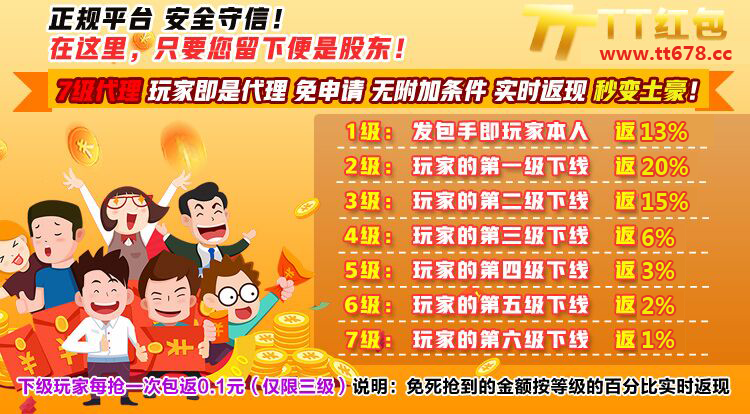 正规平台 安全守信！
在这里，只要您留下便是股东！
TT TT红包
www.tt678.cc
7级代理 玩家即是代理 免申请 无附加条件 实时返现 秒变土豪！
1级： 发包手即玩家本人 返 13%
2级： 玩家的第一级下线 返 20%
3级： 玩家的第二级下线 返 15%
4级： 玩家的第三级下线 返 6%
5级： 玩家的第四级下线 返 3%
6级： 玩家的第五级下线 返 2%
7级： 玩家的第六级下线 返 1%
下级玩家每抢一次包返0.1元（仅限三级）说明：免死抢到的金额按等级的百分比实时返现